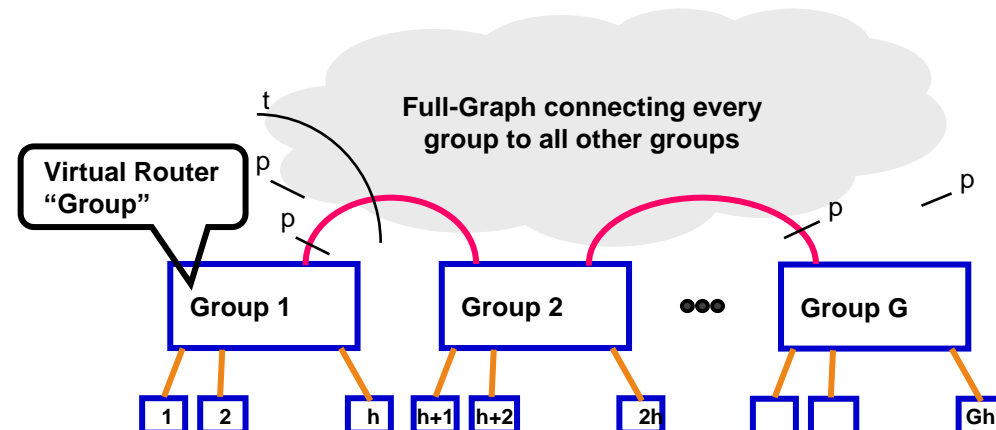 t
Full-Graph connecting every
group to all other groups
Virtual Router
“Group”
p
p
p
p
Group 1
Group 2
Group G
1
2
h
h+1
h+2
2h
Gh